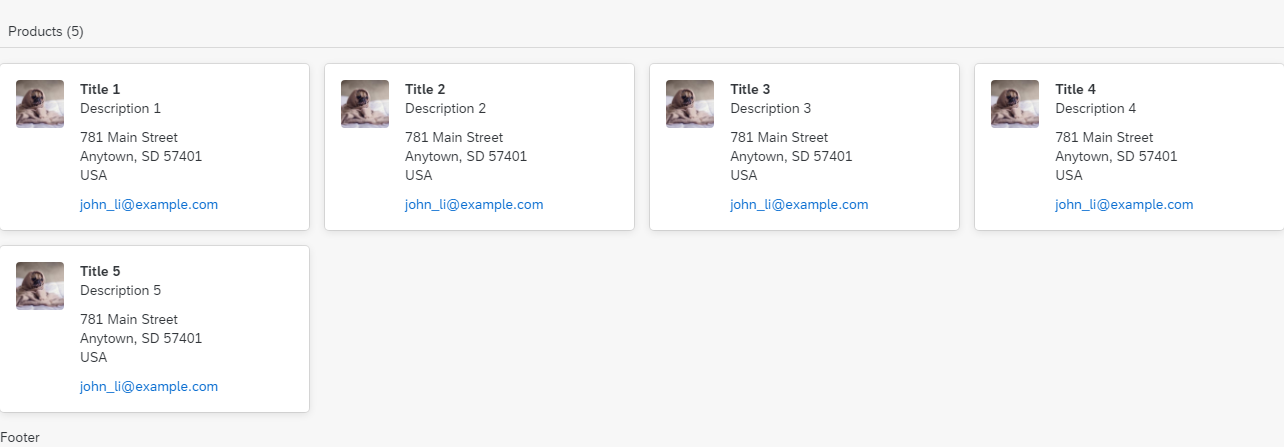 Products (5)
Title 1
Description 1
781 Main Street
Anytown, SD 57401
USA
john_li@example.com
Title 2
Description 2
781 Main Street
Anytown, SD 57401
USA
john_li@example.com
Title 3
Description 3
781 Main Street
Anytown, SD 57401
USA
john_li@example.com
Title 4
Description 4
781 Main Street
Anytown, SD 57401
USA
john_li@example.com
Title 5
Description 5
781 Main Street
Anytown, SD 57401
USA
john_li@example.com
Footer